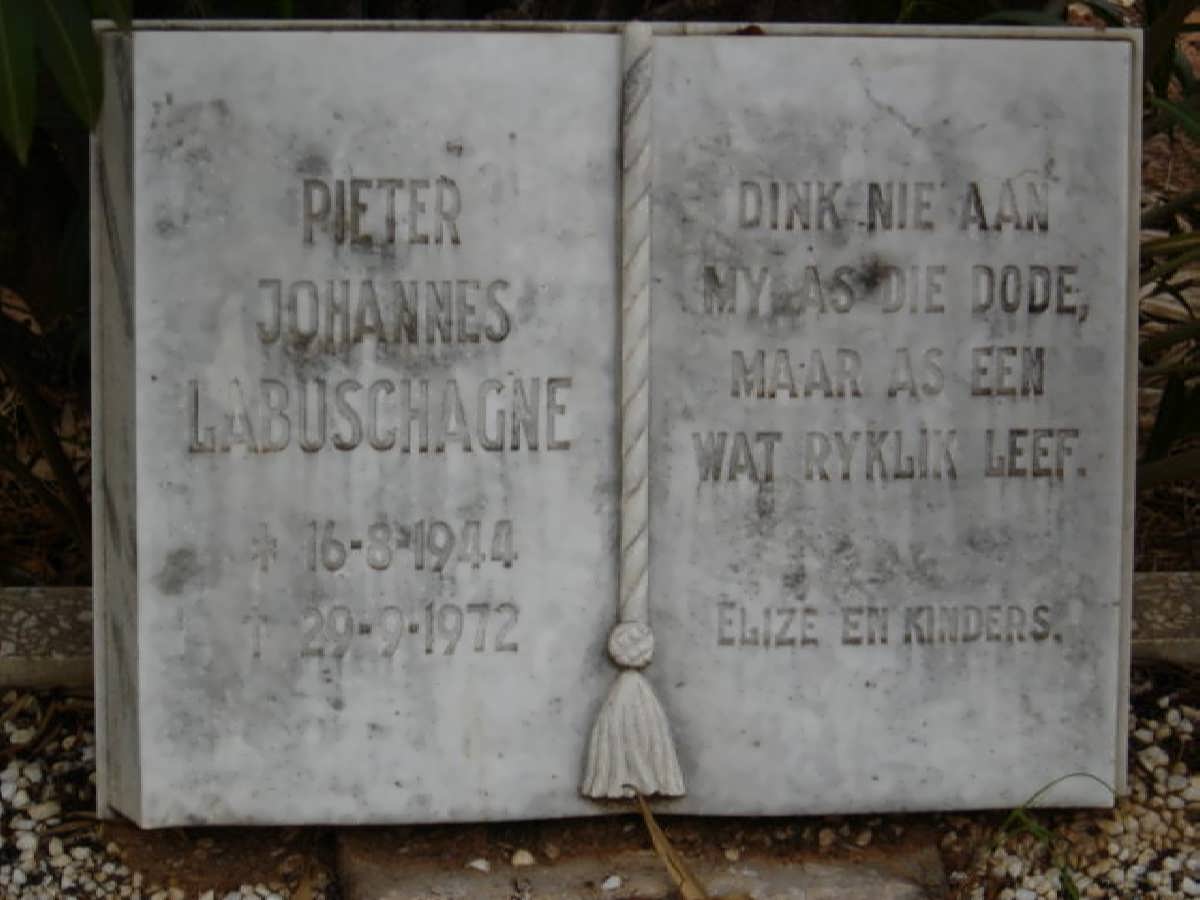 PIETER
JOHANNES
LABUSCHAGNE
* 16-8-1944
† 29-9-1972
DINK NIE AAN
MY AS DIE DODE,
MAAR AS EEN
WAT RYKLIK LEEF.
ELIZE EN KINDERS.